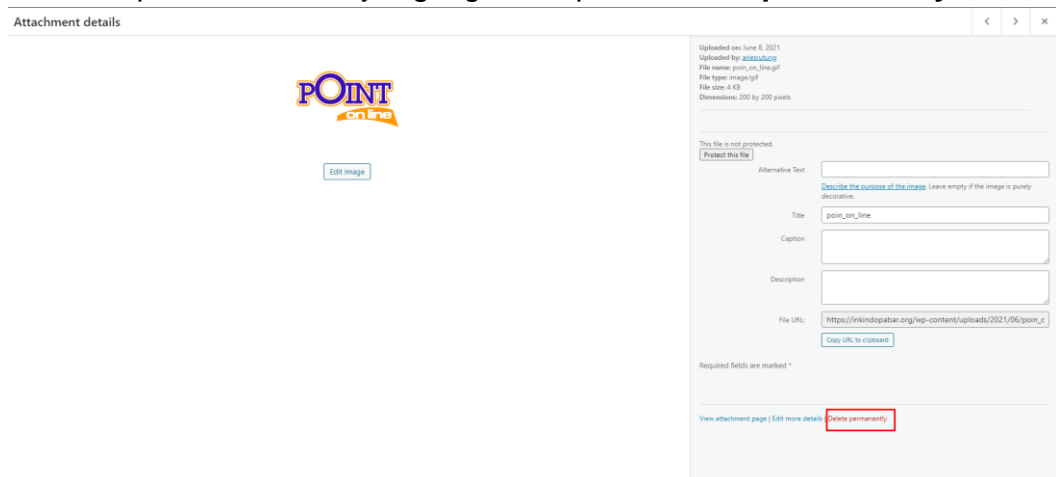 Attachment details
POINT
on line
Edit Image
Uploaded on: June 8, 2021
Uploaded by: ariesrutung
File name: poin_on_line.gif
File type: image/gif
File size: 4 KB
Dimensions: 200 by 200 pixels
This file is not protected.
Protect this file
Alternative Text
Describe the purpose of the image. Leave empty if the image is purely
decorative.
Title
poin_on_line
Caption
Description
File URL:
https://inkindopabar.org/wp-content/uploads/2021/06/poin_c
Copy URL to clipboard
Required fields are marked *
View attachment page | Edit more details | Delete permanently